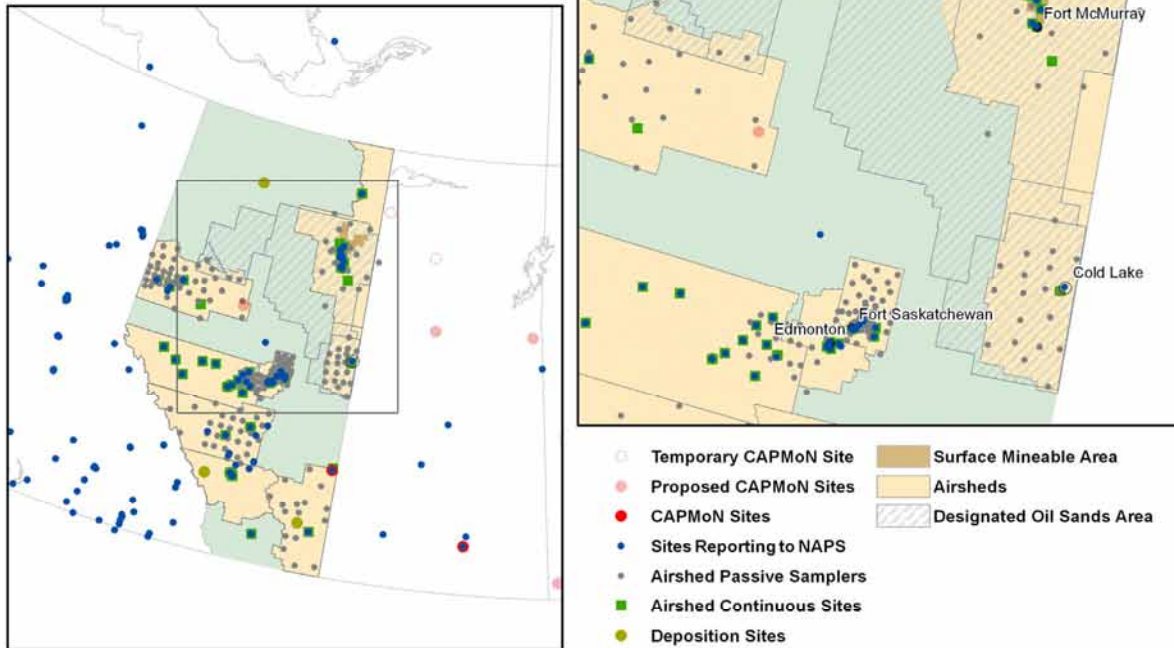 Fort McMurray
Cold Lake
Fort Saskatchewan
Edmonton
Temporary CAPMoN Site
Proposed CAPMoN Sites
CAPMoN Sites
Sites Reporting to NAPS
Airshed Passive Samplers
Airshed Continuous Sites
Deposition Sites
Surface Mineable Area
Airsheds
Designated Oil Sands Area